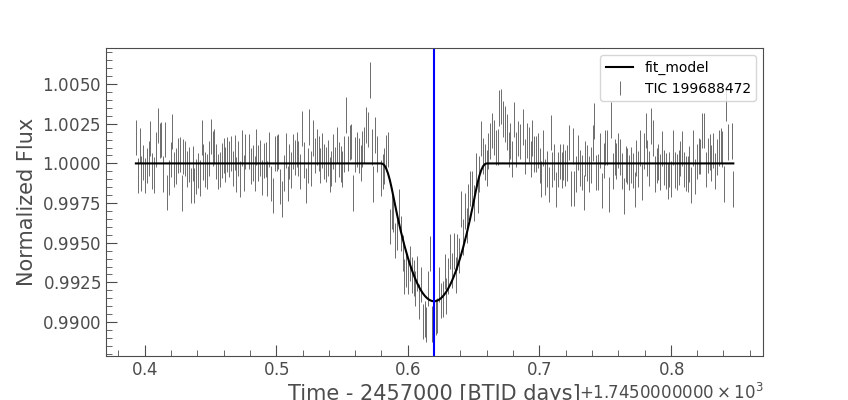 fit_model
TIC 199688472
1.0050
1.0025
1.0000
0.9975
0.9950
0.9925
0.9900
Normalized Flux
0.4 0.5 0.6 0.7 0.8
Time - 2457000 [BTJD days]
+1.7450000000 × 10³